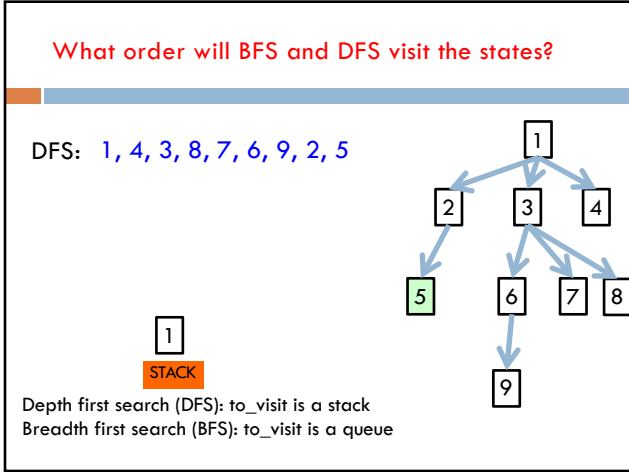 What order will BFS and DFS visit the states?
DFS: 1, 4, 3, 8, 7, 6, 9, 2, 5
1
2 3 4
5 6 7 8
9
1
STACK
Depth first search (DFS): to_visit is a stack
Breadth first search (BFS): to_visit is a queue